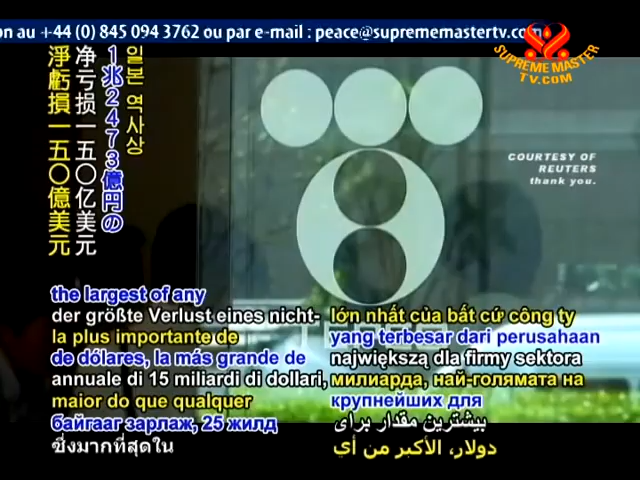 on au +44 (0) 845 094 3762 ou par e-mail : peace@suprememastertv.com
SUPREME MASTER
TV.COM
일본 역사상
1兆2473億円の
净亏损一五〇亿美元
淨虧損一五〇億美元
COURTESY OF
REUTERS
thank you.
the largest of any
der größte Verlust eines nicht-
la plus importante de
de dólares, la más grande de
annuale di 15 miliardi di dollari,
maior do que qualquer
байгааг зарлаж, 25 жилд
ซึ่งมากที่สุดใน
lớn nhất của bất cứ công ty
yang terbesar dari perusahaan
największą dla firmy sektora
милиарда, най-голямата на
крупнейших для
بیشترین مقدار برای
دولار، الأكبر من أي